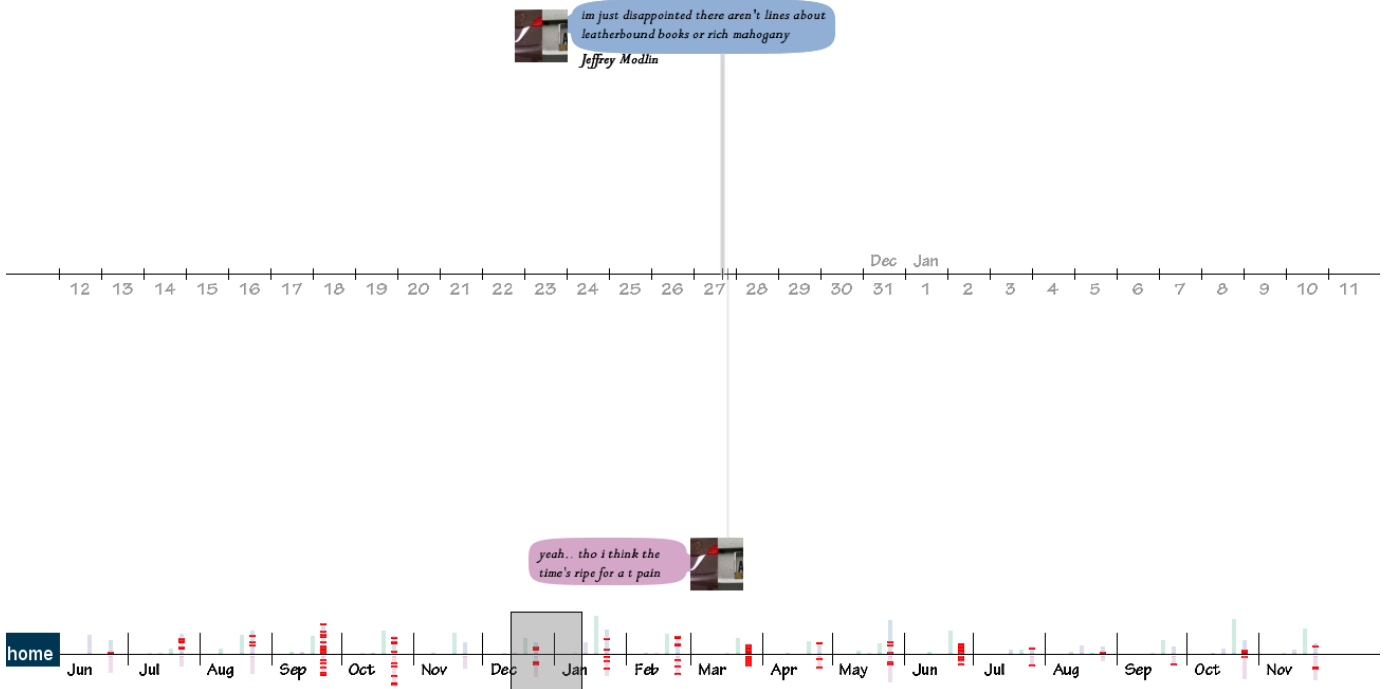 im just disappointed there aren't lines about
leatherbound books or rich mahogany
Jeffrey Modlin
Dec Jan
12 13 14 15 16 17 18 19 20 21 22 23 24 25 26 27 28 29 30 31 1 2 3 4 5 6 7 8 9 10 11
yeah.. tho i think the
time's ripe for a t pain
home
Jun Jul Aug Sep Oct Nov Dec Jan Feb Mar Apr May Jun Jul Aug Sep Oct Nov